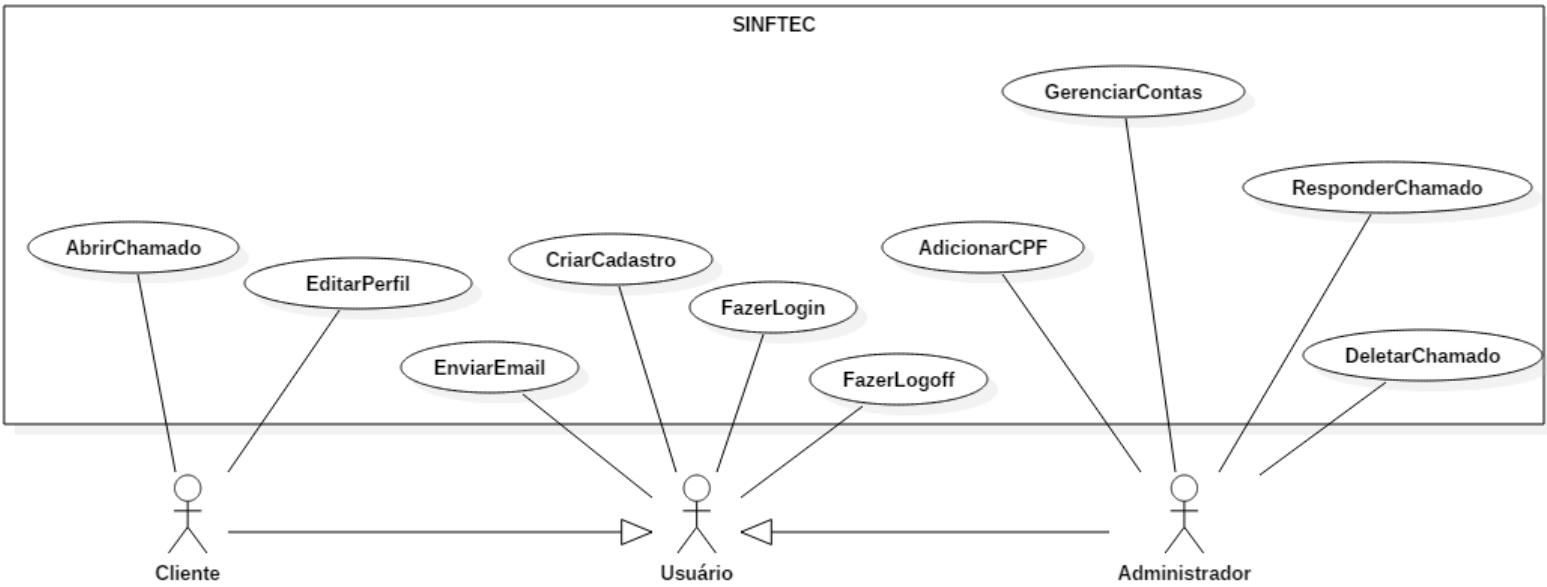 SINFTEC
GerenciarContas
ResponderChamado
AbrirChamado
EditarPerfil
CriarCadastro
AdicionarCPF
FazerLogin
EnviarEmail
FazerLogoff
DeletarChamado
Cliente
Usuário
Administrador